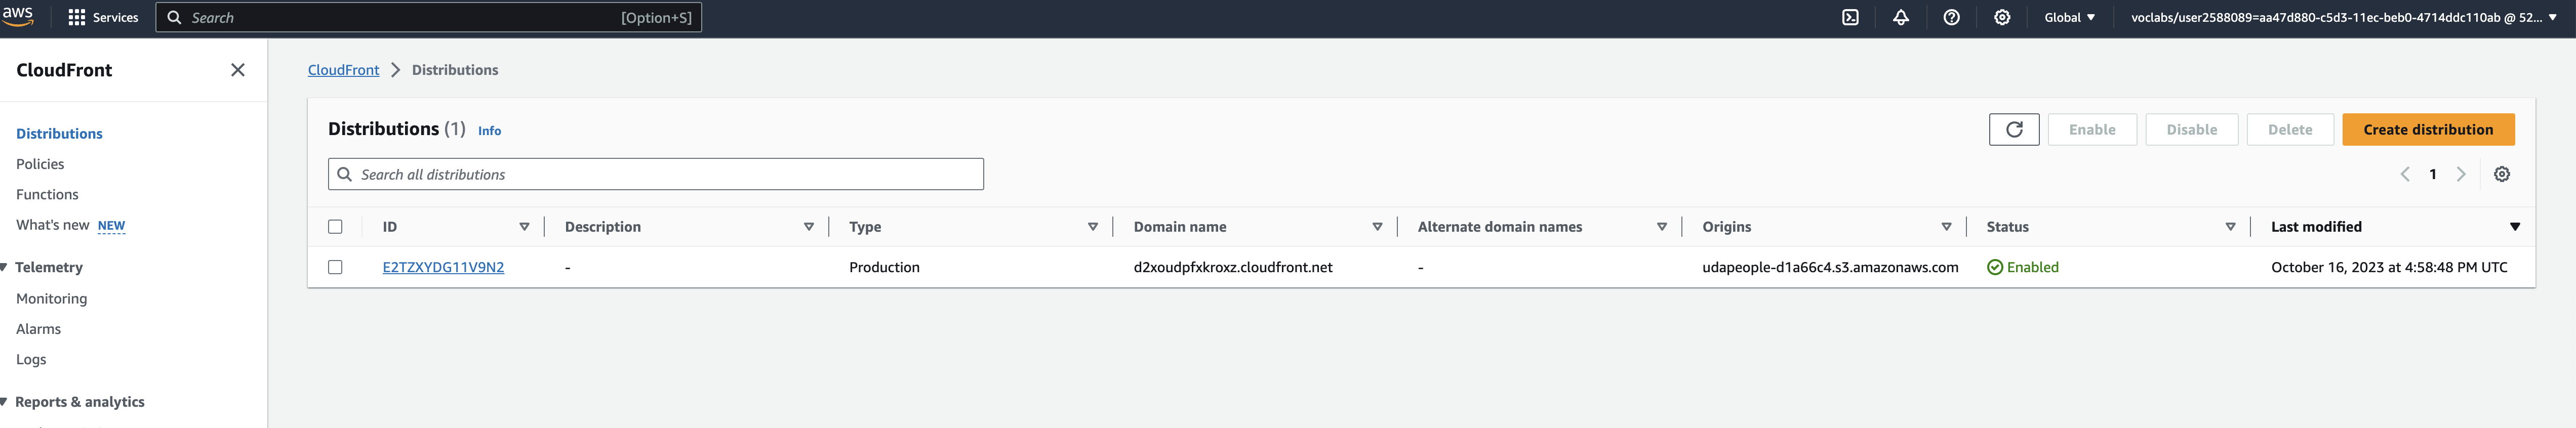 aws
Services
Search
[Option+S]
Global
voclabs/user2588089=aa47d880-c5d3-11ec-beb0-4714ddc110ab @ 52...
CloudFront
Distributions
Policies
Functions
What's new NEW
Telemetry
Monitoring
Alarms
Logs
Reports & analytics
CloudFront > Distributions
Distributions (1) Info
Enable
Disable
Delete
Create distribution
Search all distributions
1
ID Description Type Domain name Alternate domain names Origins Status Last modified
E2TZXYDG11V9N2 - Production d2xoudpfxkroxz.cloudfront.net - udapeople-d1a66c4.s3.amazonaws.com Enabled October 16, 2023 at 4:58:48 PM UTC